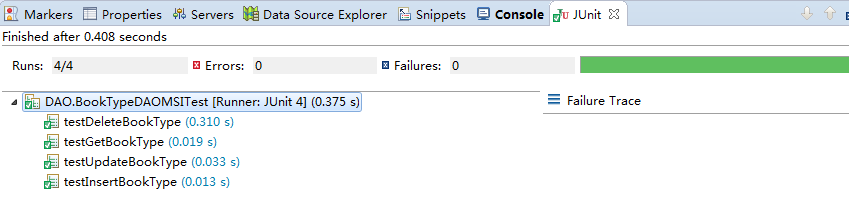 Markers Properties Servers Data Source Explorer Snippets Console JUnit
Finished after 0.408 seconds
Runs: 4/4 Errors: 0 Failures: 0
DAO.BookTypeDAOMSITest [Runner: JUnit 4] (0.375 s) Failure Trace
testDeleteBookType (0.310 s)
testGetBookType (0.019 s)
testUpdateBookType (0.033 s)
testInsertBookType (0.013 s)